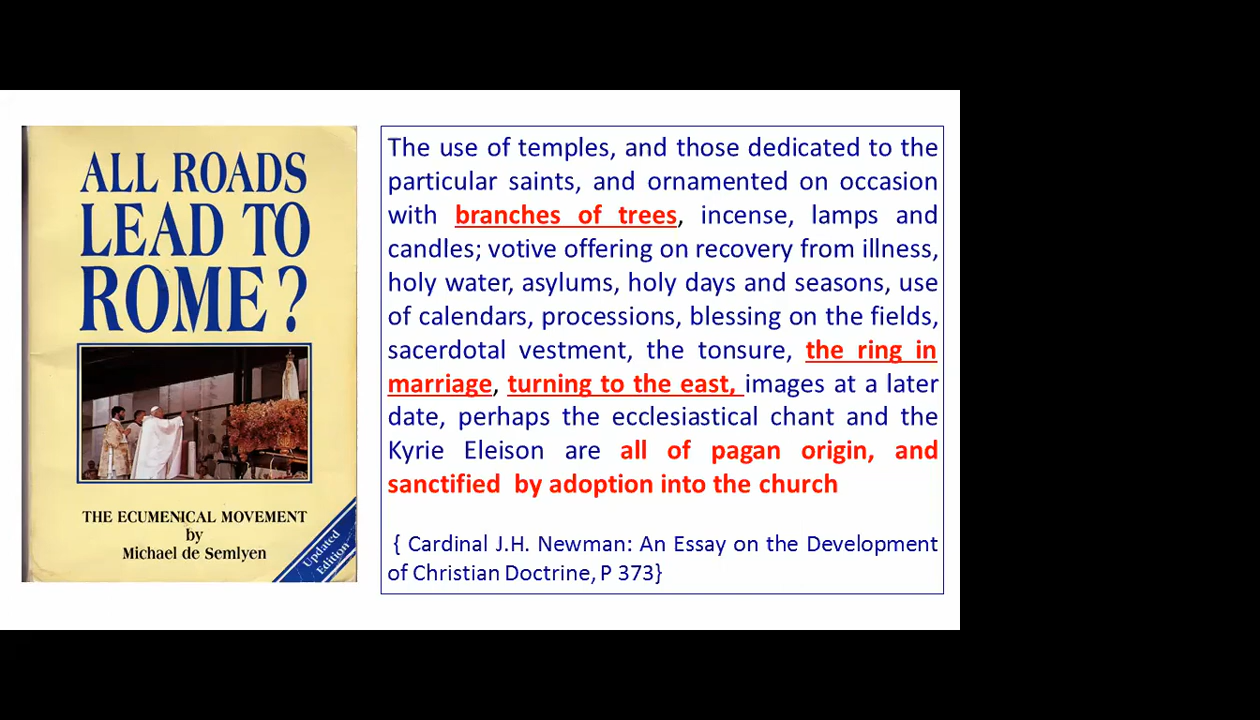 ALL ROADS
LEAD TO
ROME?
THE ECUMENICAL MOVEMENT
by
Michael de Semlyen
Updated
Edition
The use of temples, and those dedicated to the
particular saints, and ornamented on occasion
with branches of trees, incense, lamps and
candles; votive offering on recovery from illness,
holy water, asylums, holy days and seasons, use
of calendars, processions, blessing on the fields,
sacerdotal vestment, the tonsure, the ring in
marriage, turning to the east, images at a later
date, perhaps the ecclesiastical chant and the
Kyrie Eleison are all of pagan origin, and
sanctified by adoption into the church
{ Cardinal J.H. Newman: An Essay on the Development
of Christian Doctrine, P 373}